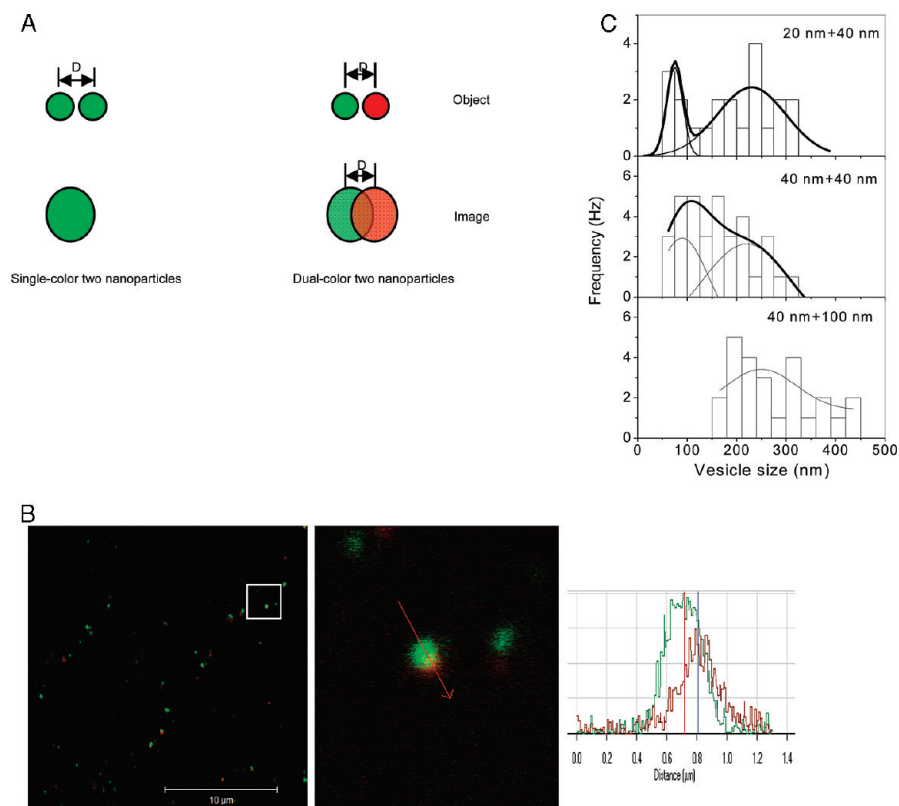 A
D
D
Object
D
Image
Single-color two nanoparticles
Dual-color two nanoparticles
C
20 nm+40 nm
4
2
0
40 nm+40 nm
6
4
2
0
40 nm+100 nm
6
4
2
0
Frequency (Hz)
0 100 200 300 400 500
Vesicle size (nm)
B
10 µm
0.0 0.2 0.4 0.6 0.8 1.0 1.2 1.4
Distance (µm)